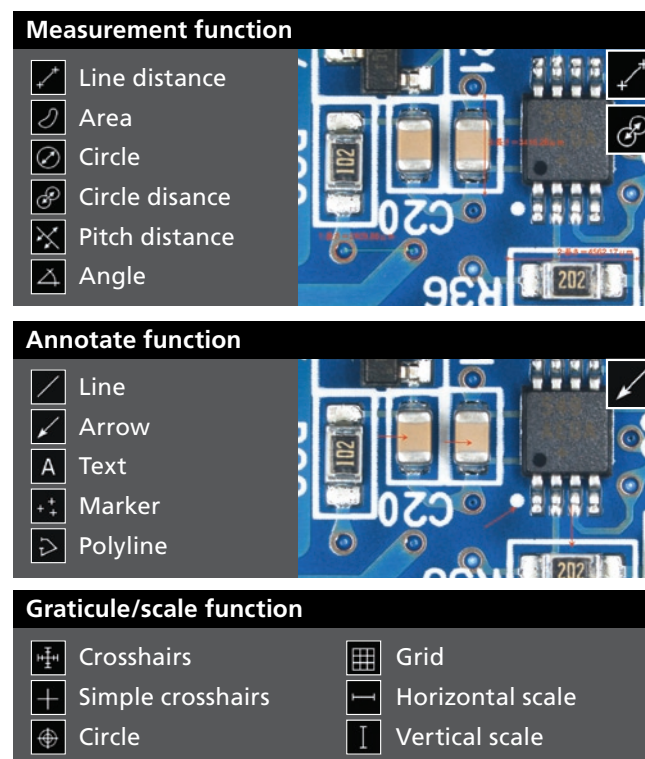 Measurement function
Line distance
Area
Circle
Circle disance
Pitch distance
Angle
102
C20
R36
202
Annotate function
Line
Arrow
A Text
Marker
Polyline
102
C20
202
Graticule/scale function
Crosshairs
Simple crosshairs
Circle
Grid
Horizontal scale
Vertical scale